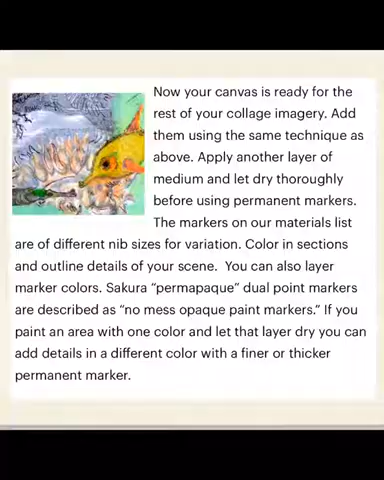 Now your canvas is ready for the
rest of your collage imagery. Add
them using the same technique as
above. Apply another layer of
medium and let dry thoroughly
before using permanent markers.
The markers on our materials list
are of different nib sizes for variation. Color in sections
and outline details of your scene. You can also layer
marker colors. Sakura “permapaque” dual point markers
are described as “no mess opaque paint markers.” If you
paint an area with one color and let that layer dry you can
add details in a different color with a finer or thicker
permanent marker.